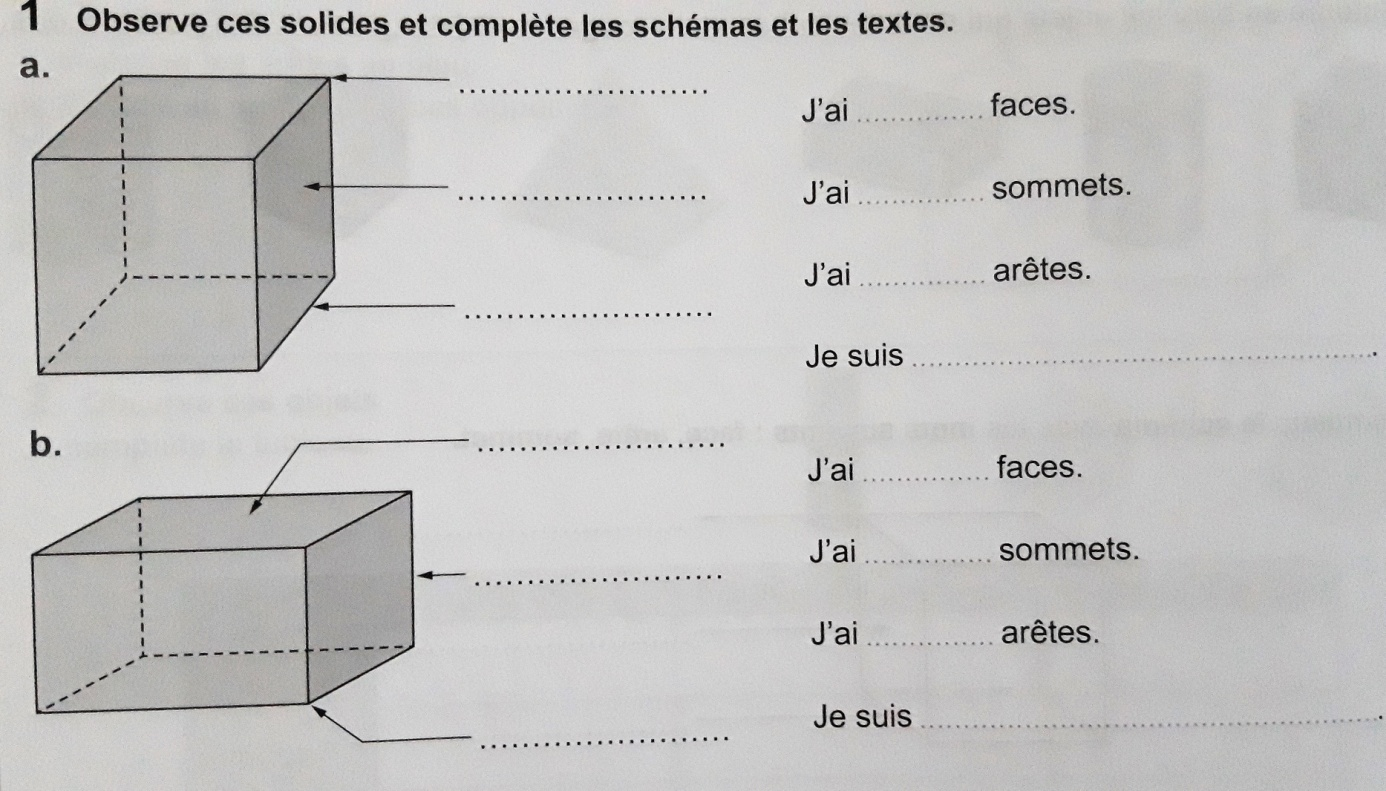 1 Observe ces solides et complète les schémas et les textes.
a.
J'ai ............ faces.
J'ai ............ sommets.
J'ai ............ arêtes.
Je suis ............................................................ .
b.
J'ai ............ faces.
J'ai ............ sommets.
J'ai ............ arêtes.
Je suis ............................................................ .